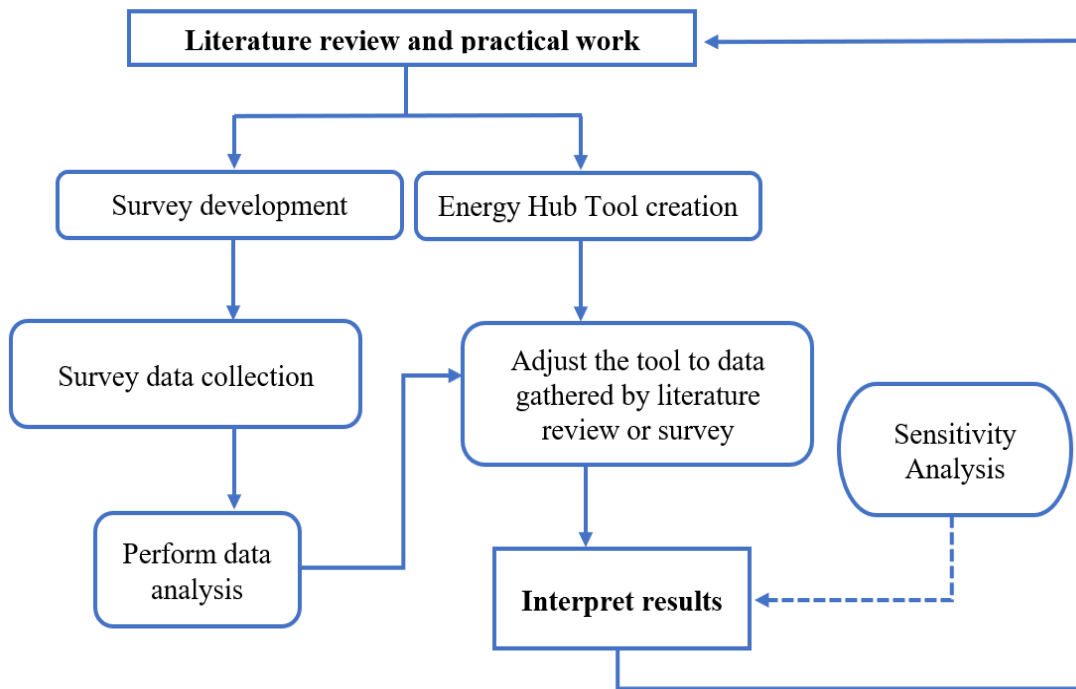 Literature review and practical work
Survey development
Energy Hub Tool creation
Survey data collection
Adjust the tool to data
gathered by literature
review or survey
Sensitivity
Analysis
Perform data
analysis
Interpret results